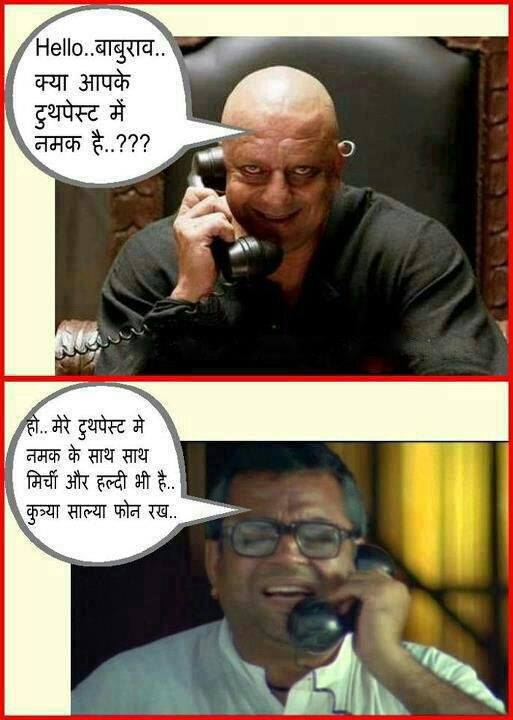 Hello..बाबुराव..
क्या आपके
टुथपेस्ट में
नमक है..???
हो.. मेरे टुथपेस्ट मे
नमक के साथ साथ
मिर्ची और हल्दी भी है..
कुत्र्या साल्या फोन रख..